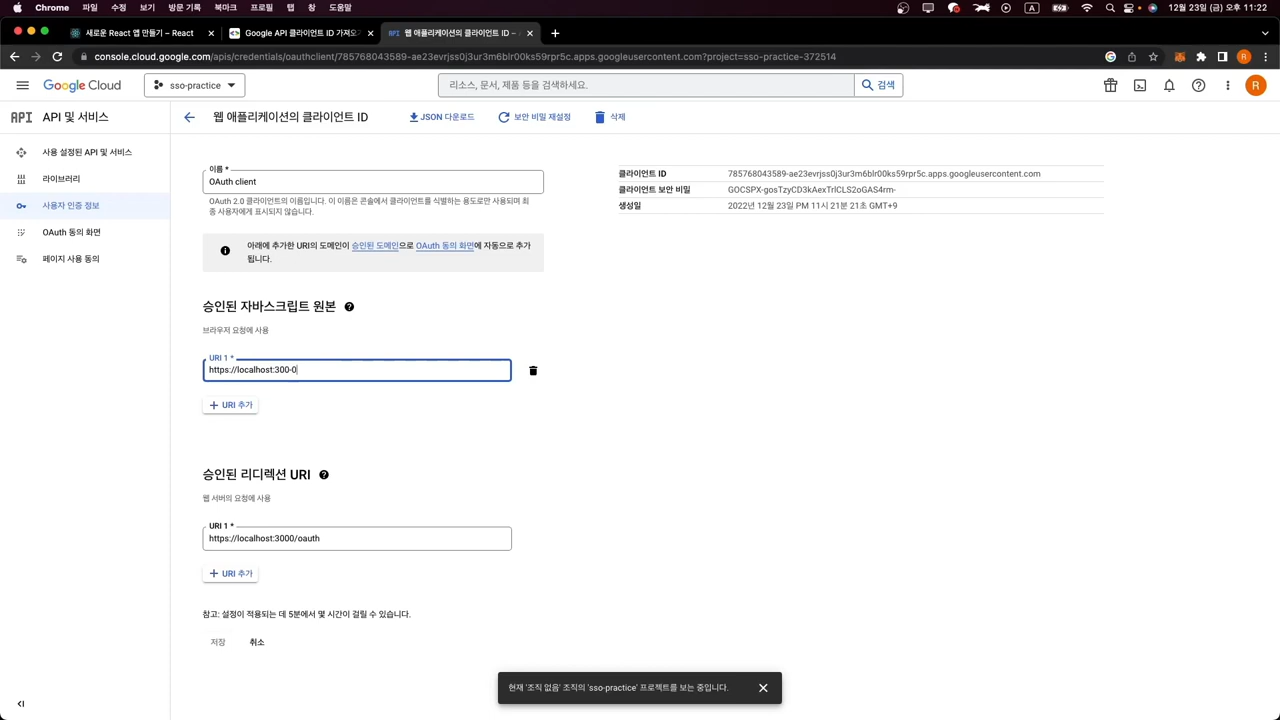 Chrome 파일 수정 보기 방문 기록 북마크 프로필 탭 창 도움말
12월 23일 (금) 오후 11:22
새로운 React 앱 만들기 – React
Google API 클라이언트 ID 가져오기
API 웹 애플리케이션의 클라이언트 ID –
console.cloud.google.com/apis/credentials/oauthclient/785768043589-ae23evrjss0j3ur3m6blr00ks59rpr5c.apps.googleusercontent.com?project=sso-practice-372514
R
Google Cloud
sso-practice
리소스, 문서, 제품 등을 검색하세요.
검색
R
API API 및 서비스
웹 애플리케이션의 클라이언트 ID
JSON 다운로드
보안 비밀 재설정
삭제
사용 설정된 API 및 서비스
라이브러리
사용자 인증 정보
OAuth 동의 화면
페이지 사용 동의
이름 *
OAuth client
OAuth 2.0 클라이언트의 이름입니다. 이 이름은 콘솔에서 클라이언트를 식별하는 용도로만 사용되며 최
종 사용자에게 표시되지 않습니다.
아래에 추가한 URI의 도메인이 승인된 도메인으로 OAuth 동의 화면에 자동으로 추가
됩니다.
승인된 자바스크립트 원본
브라우저 요청에 사용
URI 1 *
https://localhost:300-0
URI 추가
승인된 리디렉션 URI
웹 서버의 요청에 사용
URI 1 *
https://localhost:3000/oauth
URI 추가
참고: 설정이 적용되는 데 5분에서 몇 시간이 걸릴 수 있습니다.
저장 취소
클라이언트 ID 785768043589-ae23evrjss0j3ur3m6blr00ks59rpr5c.apps.googleusercontent.com
클라이언트 보안 비밀 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
생성일 2022년 12월 23일 PM 11시 21분 21초 GMT+9
현재 '조직 없음' 조직의 'sso-practice' 프로젝트를 보는 중입니다.